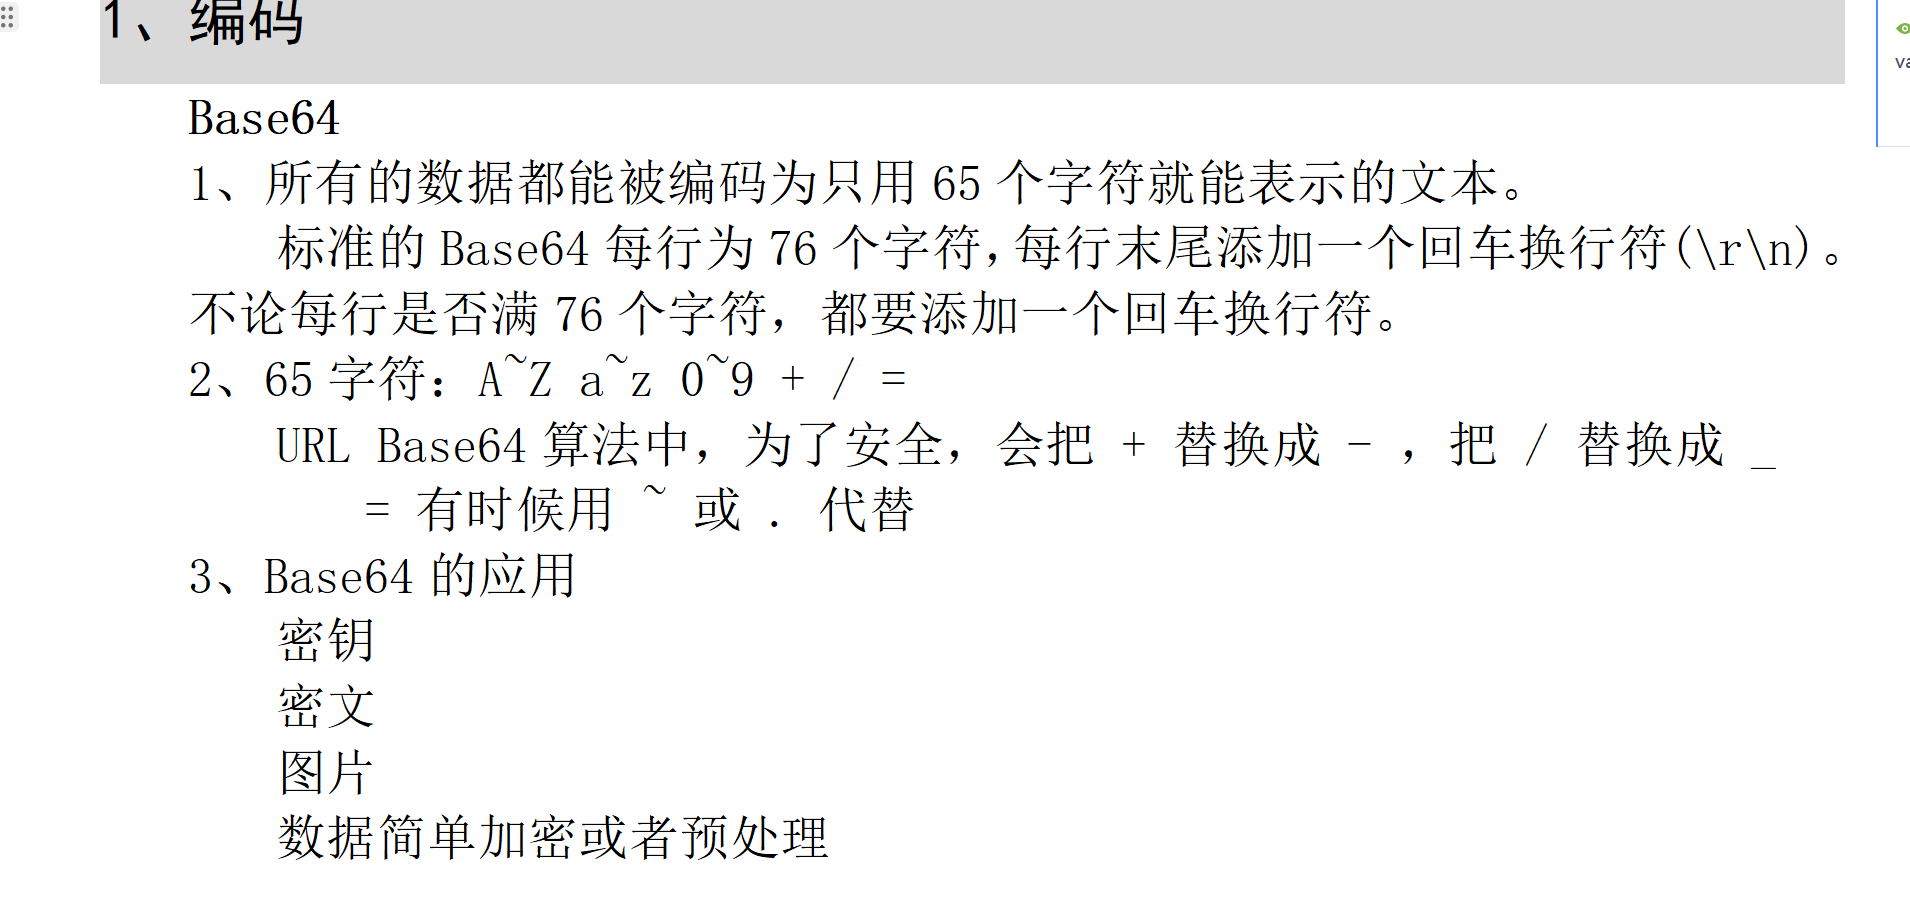 1、编码
Base64
1、所有的数据都能被编码为只用 65 个字符就能表示的文本。
标准的 Base64 每行为 76 个字符，每行末尾添加一个回车换行符(\r\n)。
不论每行是否满 76 个字符，都要添加一个回车换行符。
2、65 字符：A~Z a~z 0~9 + / =
URL Base64 算法中，为了安全，会把 + 替换成 - ，把 / 替换成 _
= 有时候用 ~ 或 . 代替
3、Base64 的应用
密钥
密文
图片
数据简单加密或者预处理